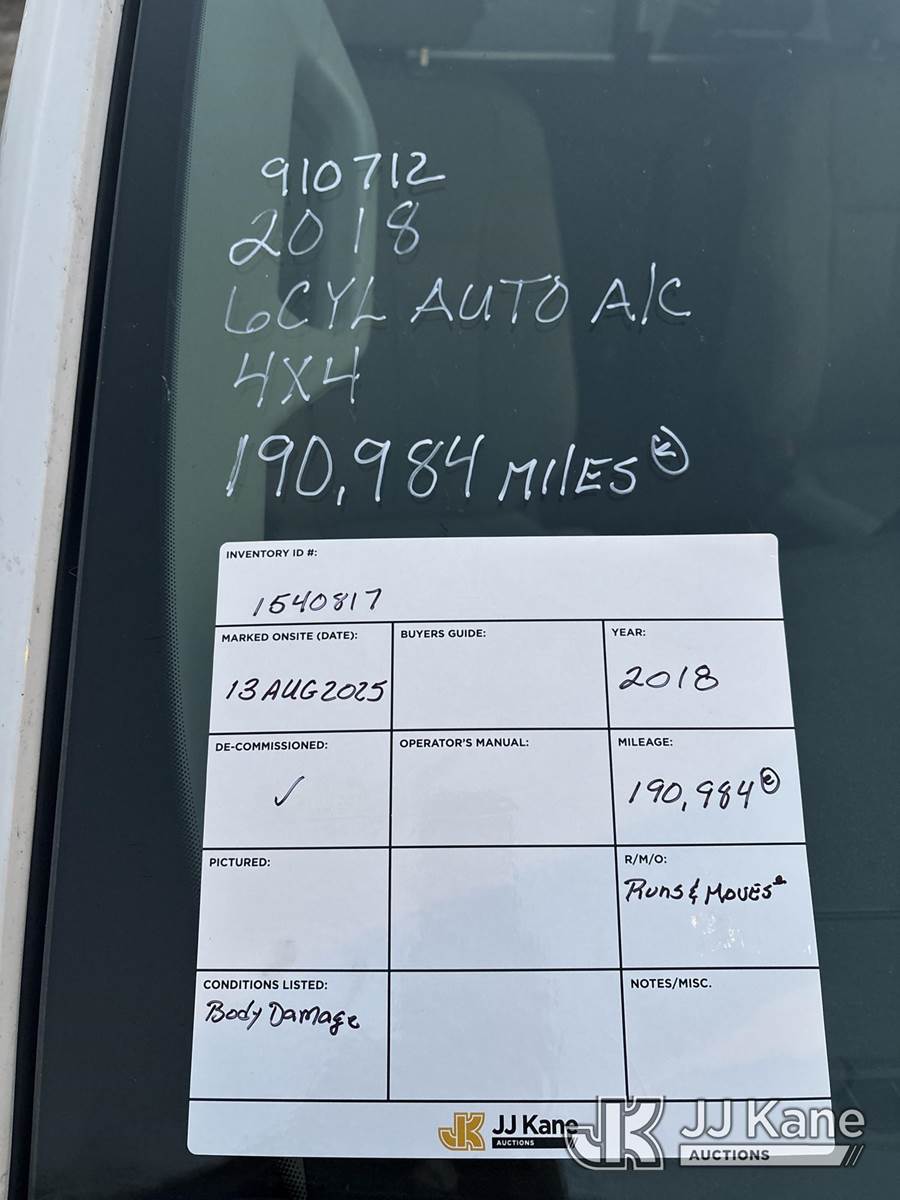 910712
2018
6CYL AUTO A/C
4X4
190,984 MILES
INVENTORY ID #:
1540817
MARKED ONSITE (DATE):
13 AUG 2025
BUYERS GUIDE:
YEAR:
2018
DE-COMMISSIONED:
✓
OPERATOR'S MANUAL:
MILEAGE:
190,984
PICTURED:
R/M/O:
Runs & Moves
CONDITIONS LISTED:
Body Damage
NOTES/MISC.
JK JJ Kane
AUCTIONS
JK JJ Kane
AUCTIONS